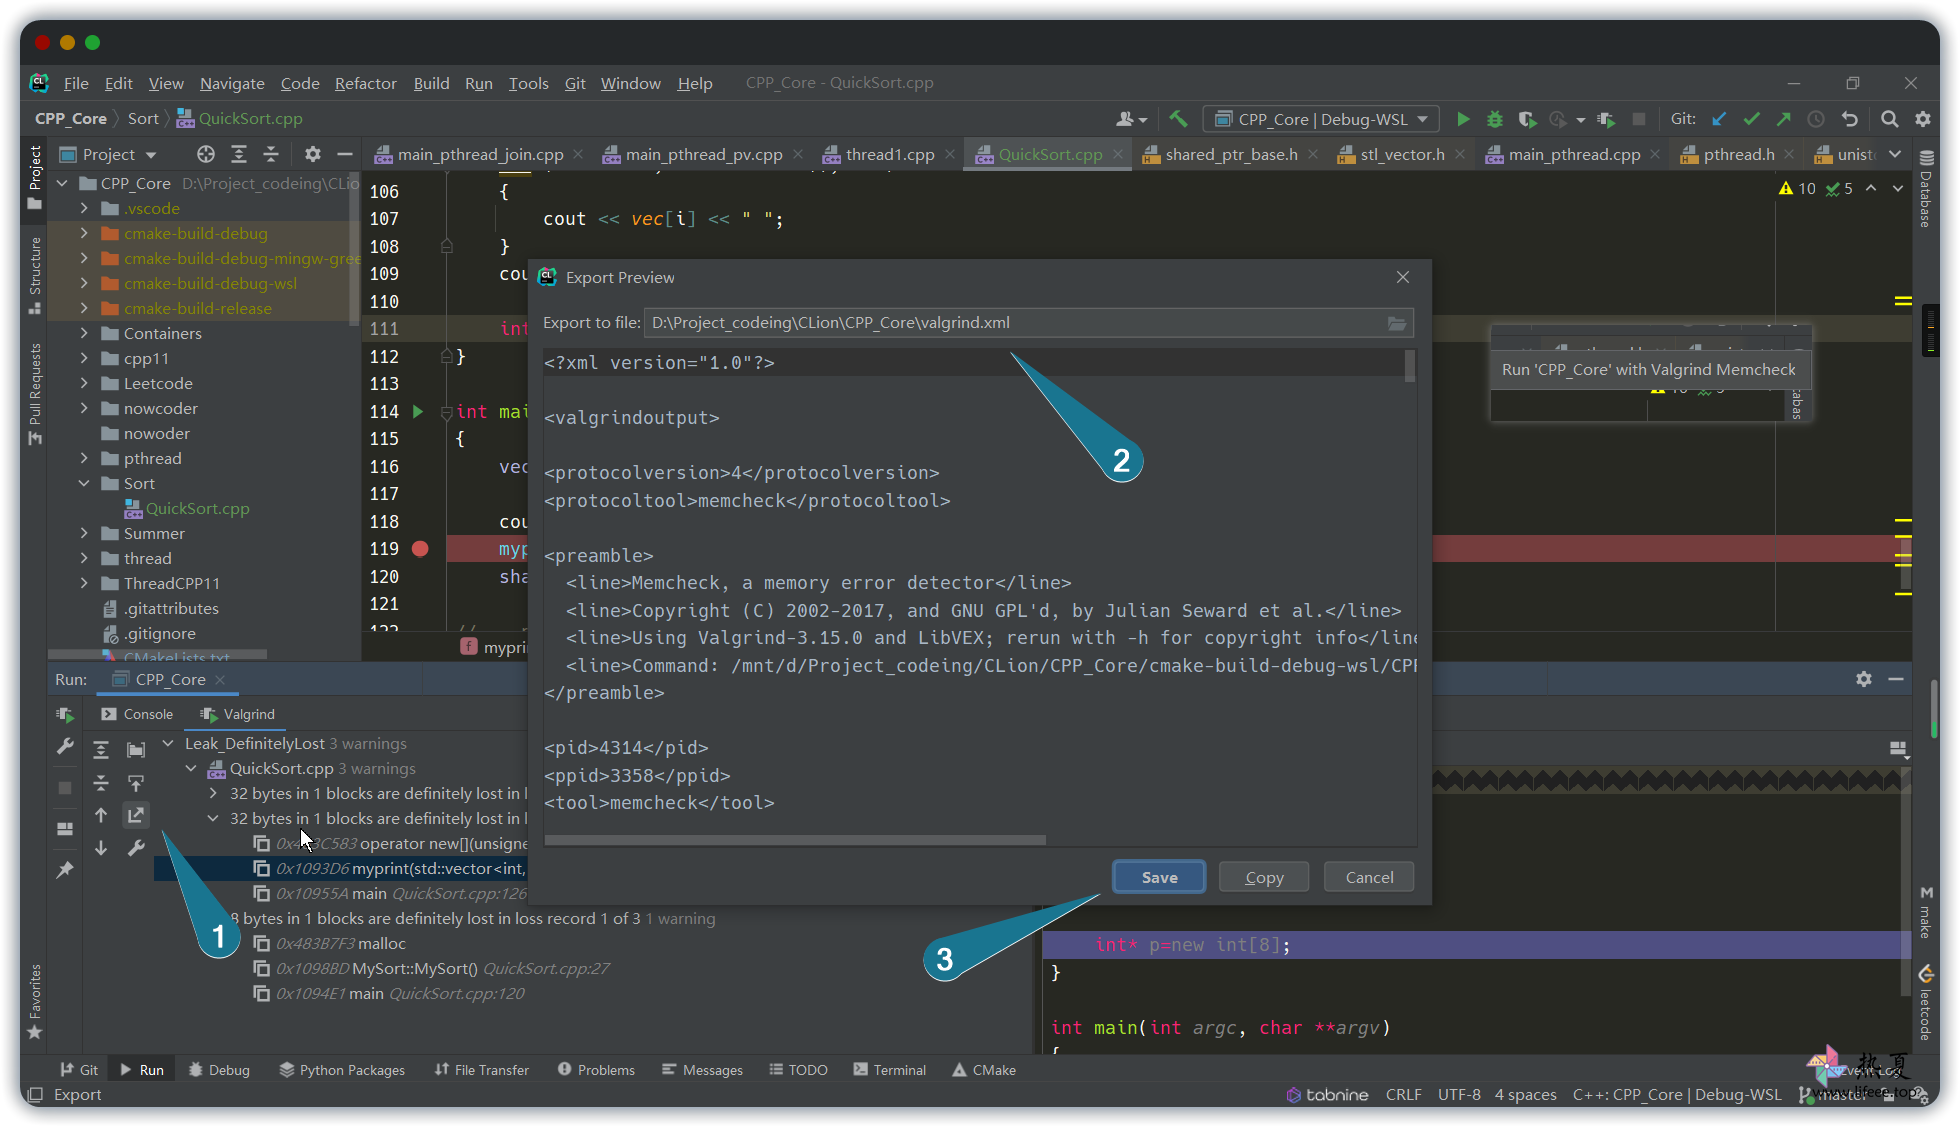 File Edit View Navigate Code Refactor Build Run Tools Git Window Help CPP_Core - QuickSort.cpp
CPP_Core Sort QuickSort.cpp CPP_Core | Debug-WSL Git:
Project main_pthread_join.cpp main_pthread_pv.cpp thread1.cpp QuickSort.cpp shared_ptr_base.h stl_vector.h main_pthread.cpp pthread.h
Project
Structure
Pull Requests
Favorites
Database
make
leetcode
CPP_Core D:\Project_codeing\CLio
.vscode
cmake-build-debug
cmake-build-debug-mingw-gree
cmake-build-debug-wsl
cmake-build-release
Containers
cpp11
Leetcode
nowcoder
nowoder
pthread
Sort
QuickSort.cpp
Summer
thread
ThreadCPP11
.gitattributes
.gitignore
CMakeLists.txt
10 5
106 {
107 cout << vec[i] << " ";
108 }
109 cou
110
111 int
112 }
113
114 int mai
115 {
116 vec
117
118 cou
119 myp
120 sha
121
122 //
myprin
Export Preview
Export to file: D:\Project_codeing\CLion\CPP_Core\valgrind.xml
<?xml version="1.0"?>
<valgrindoutput>
<protocolversion>4</protocolversion>
<protocoltool>memcheck</protocoltool>
<preamble>
<line>Memcheck, a memory error detector</line>
<line>Copyright (C) 2002-2017, and GNU GPL'd, by Julian Seward et al.</line>
<line>Using Valgrind-3.15.0 and LibVEX; rerun with -h for copyright info</line
<line>Command: /mnt/d/Project_codeing/CLion/CPP_Core/cmake-build-debug-wsl/CPP
</preamble>
<pid>4314</pid>
<ppid>3358</ppid>
<tool>memcheck</tool>
Save Copy Cancel
1
2
3
Run 'CPP_Core' with Valgrind Memcheck
Run: CPP_Core
Console Valgrind
Leak_DefinitelyLost 3 warnings
QuickSort.cpp 3 warnings
32 bytes in 1 blocks are definitely lost in l
32 bytes in 1 blocks are definitely lost in l
operator new[](unsigne
0x1093D6 myprint(std::vector<int,
0x10955A main QuickSort.cpp:126
8 bytes in 1 blocks are definitely lost in loss record 1 of 3 1 warning
0x483B7F3 malloc
0x1098BD MySort::MySort() QuickSort.cpp:27
0x1094E1 main QuickSort.cpp:120
int* p=new int[8];
}
int main(int argc, char **argv)
{
Git Run Debug Python Packages File Transfer Problems Messages TODO Terminal CMake Event Log
热夏
www.lifeee.top
Export tabnine CRLF UTF-8 4 spaces C++: CPP_Core | Debug-WSL master